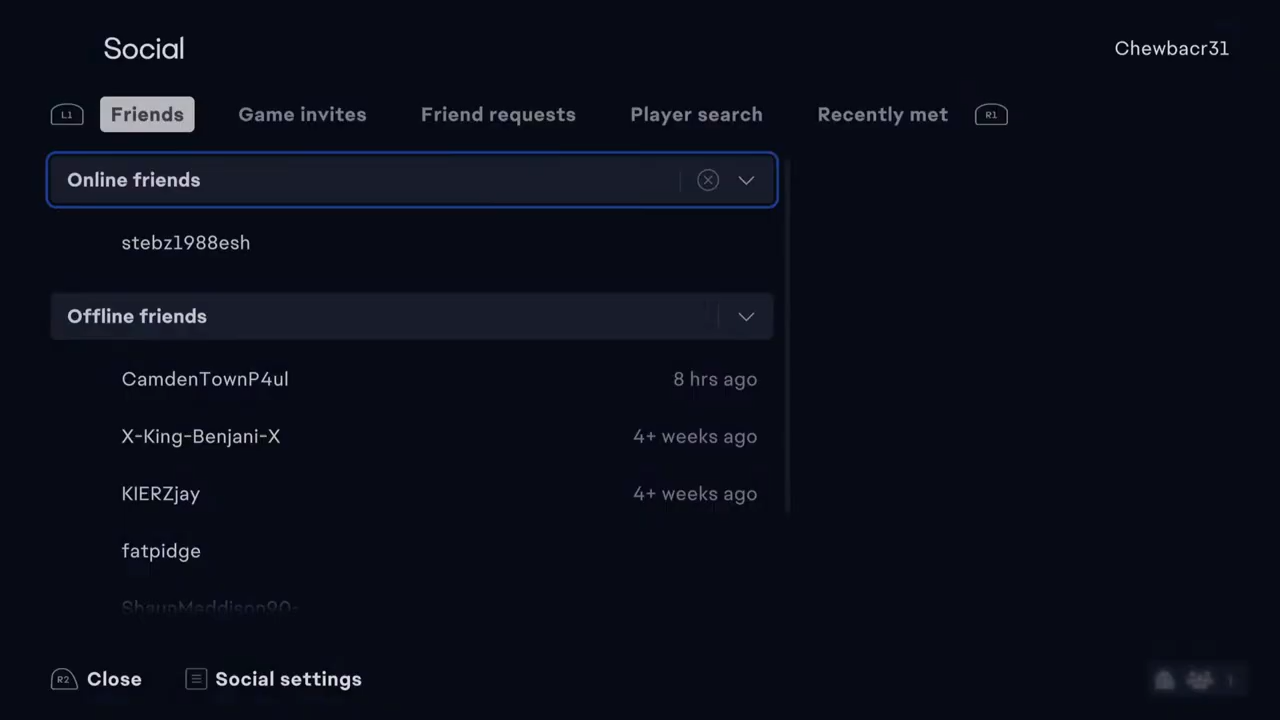 Social
Chewbacr31
L1 Friends Game invites Friend requests Player search Recently met R1
Online friends
stebz1988esh
Offline friends
CamdenTownP4ul 8 hrs ago
X-King-Benjani-X 4+ weeks ago
KIERZjay 4+ weeks ago
fatpidge
ShaunMaddison90-
R2 Close Social settings